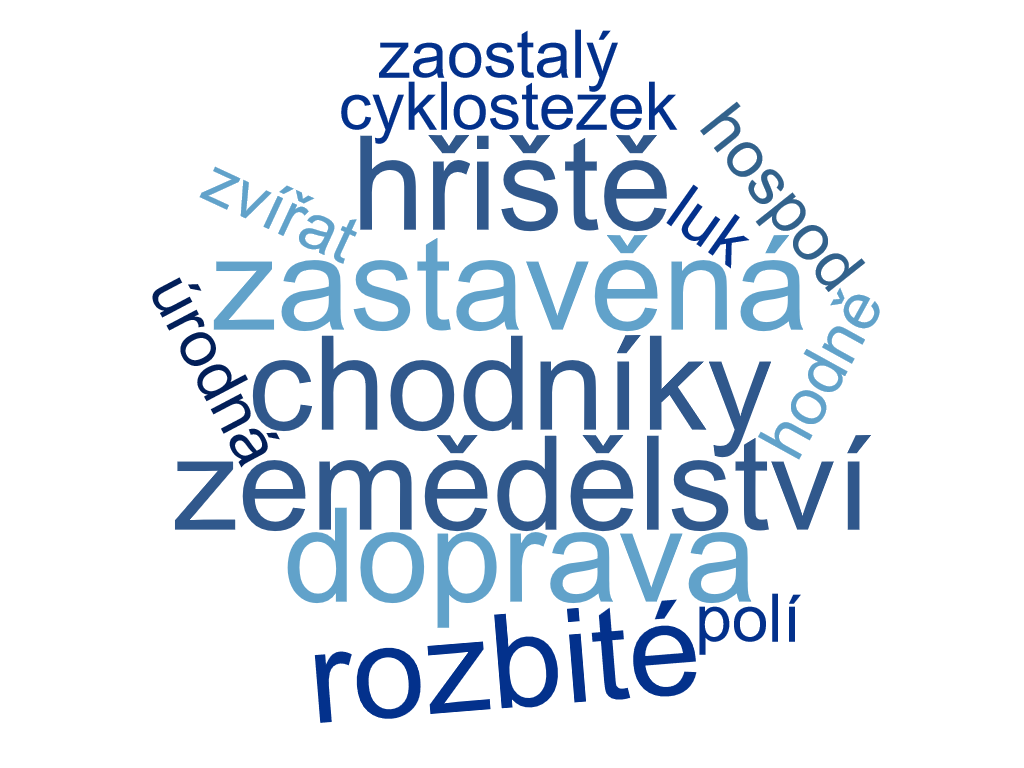 zaostalý
cyklostezek
hospod
hřiště
zvířat
luk
zastavěná
úrodná
hodně
chodníky
zemědělství
doprava
polí
rozbité